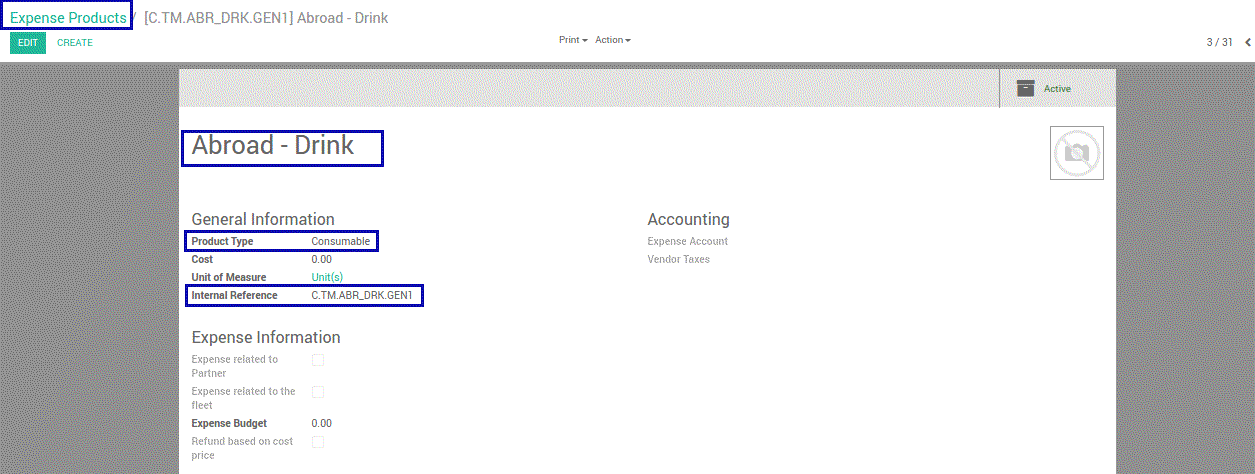 Expense Products / [C.TM.ABR_DRK.GEN1] Abroad - Drink
EDIT CREATE Print Action 3 / 31
Active
Abroad - Drink
General Information Accounting
Product Type Consumable Expense Account
Cost 0.00 Vendor Taxes
Unit of Measure Unit(s)
Internal Reference C.TM.ABR_DRK.GEN1
Expense Information
Expense related to
Partner
Expense related to the
fleet
Expense Budget 0.00
Refund based on cost
price